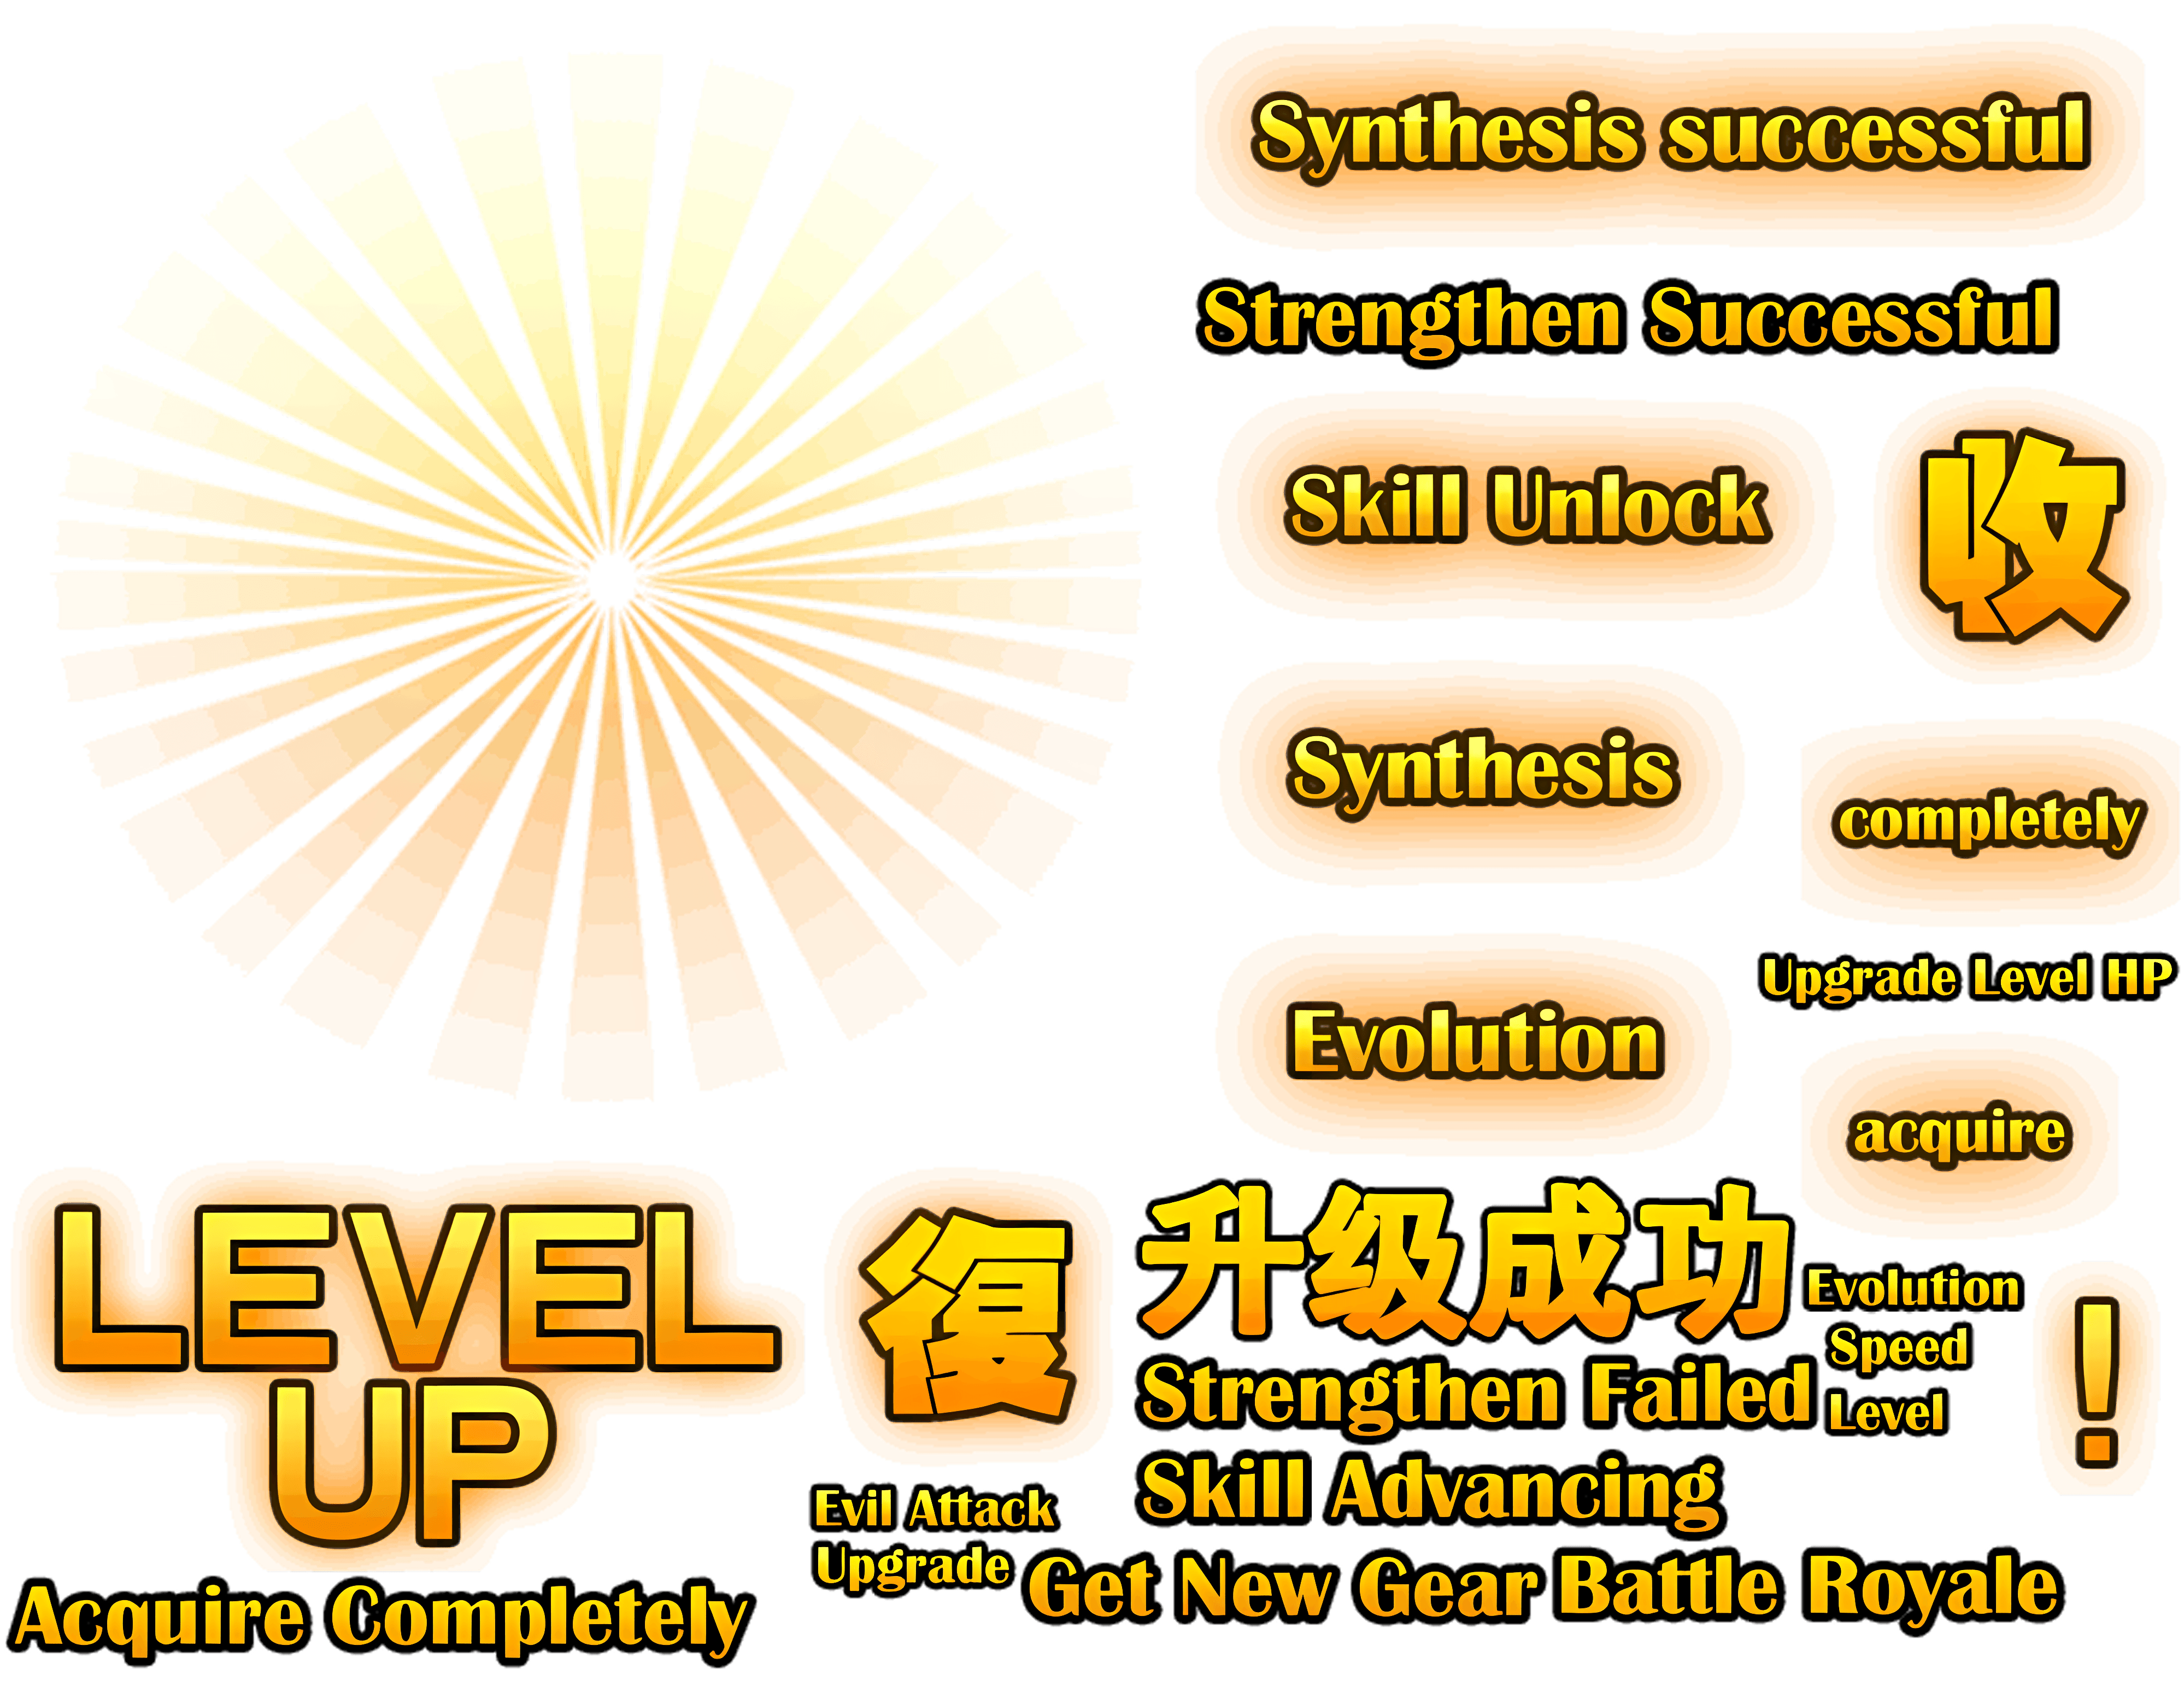 Synthesis successful
Strengthen Successful
Skill Unlock
收
Synthesis
completely
Upgrade Level HP
Evolution
acquire
LEVEL
UP
復
升级成功
Evolution
Speed
Level
!
Strengthen Failed
Skill Advancing
Evil Attack
Upgrade
Get New Gear
Battle Royale
Acquire Completely